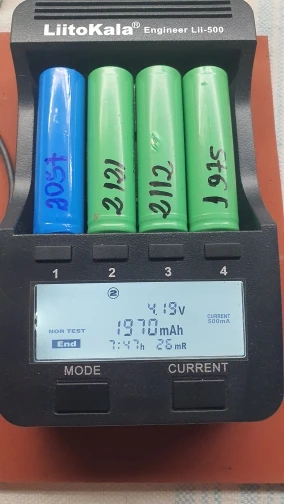 LiitoKala® Engineer Lii-500
2057
2121
2112
1 2 3 4
2
4.19v
CURRENT
500mA
NOR TEST
1970mAh
End
7:47h 26mR
MODE CURRENT